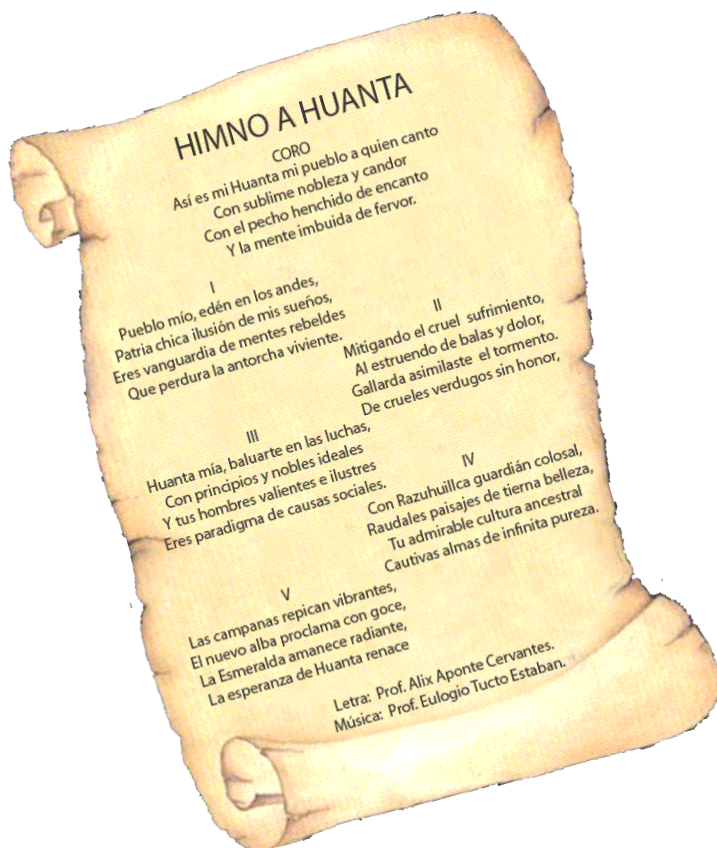 HIMNO A HUANTA
CORO
Así es mi Huanta mi pueblo a quien canto
Con sublime nobleza y candor
Con el pecho henchido de encanto
Y la mente imbuida de fervor.
I
Pueblo mío, edén en los andes,
Patria chica ilusión de mis sueños,
Eres vanguardia de mentes rebeldes
Que perdura la antorcha viviente.
II
Mitigando el cruel sufrimiento,
Al estruendo de balas y dolor,
Gallarda asimilaste el tormento.
De crueles verdugos sin honor,
III
Huanta mía, baluarte en las luchas,
Con principios y nobles ideales
Y tus hombres valientes e ilustres
Eres paradigma de causas sociales.
IV
Con Razuhuillca guardián colosal,
Raudales paisajes de tierna belleza,
Tu admirable cultura ancestral
Cautivas almas de infinita pureza.
V
Las campanas repican vibrantes,
El nuevo alba proclama con goce,
La Esmeralda amanece radiante,
La esperanza de Huanta renace
Letra: Prof. Alix Aponte Cervantes.
Música: Prof. Eulogio Tucto Estaban.